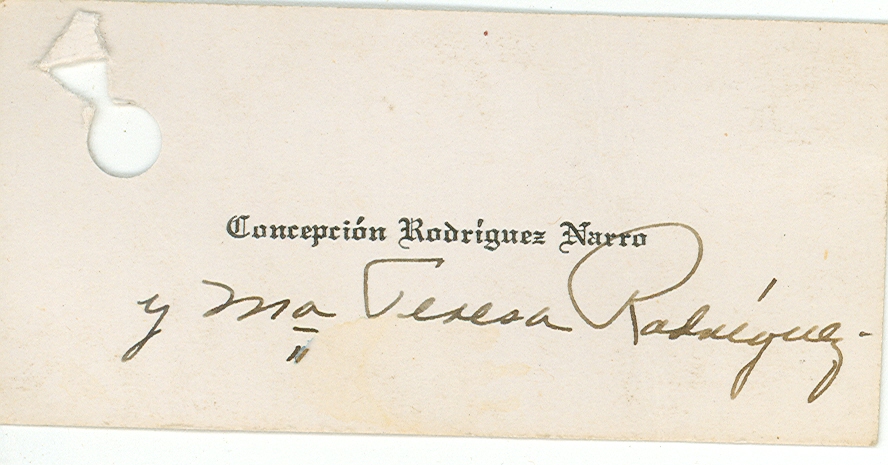 Concepción Rodríguez Narro
y Ma Teresa Rodríguez.